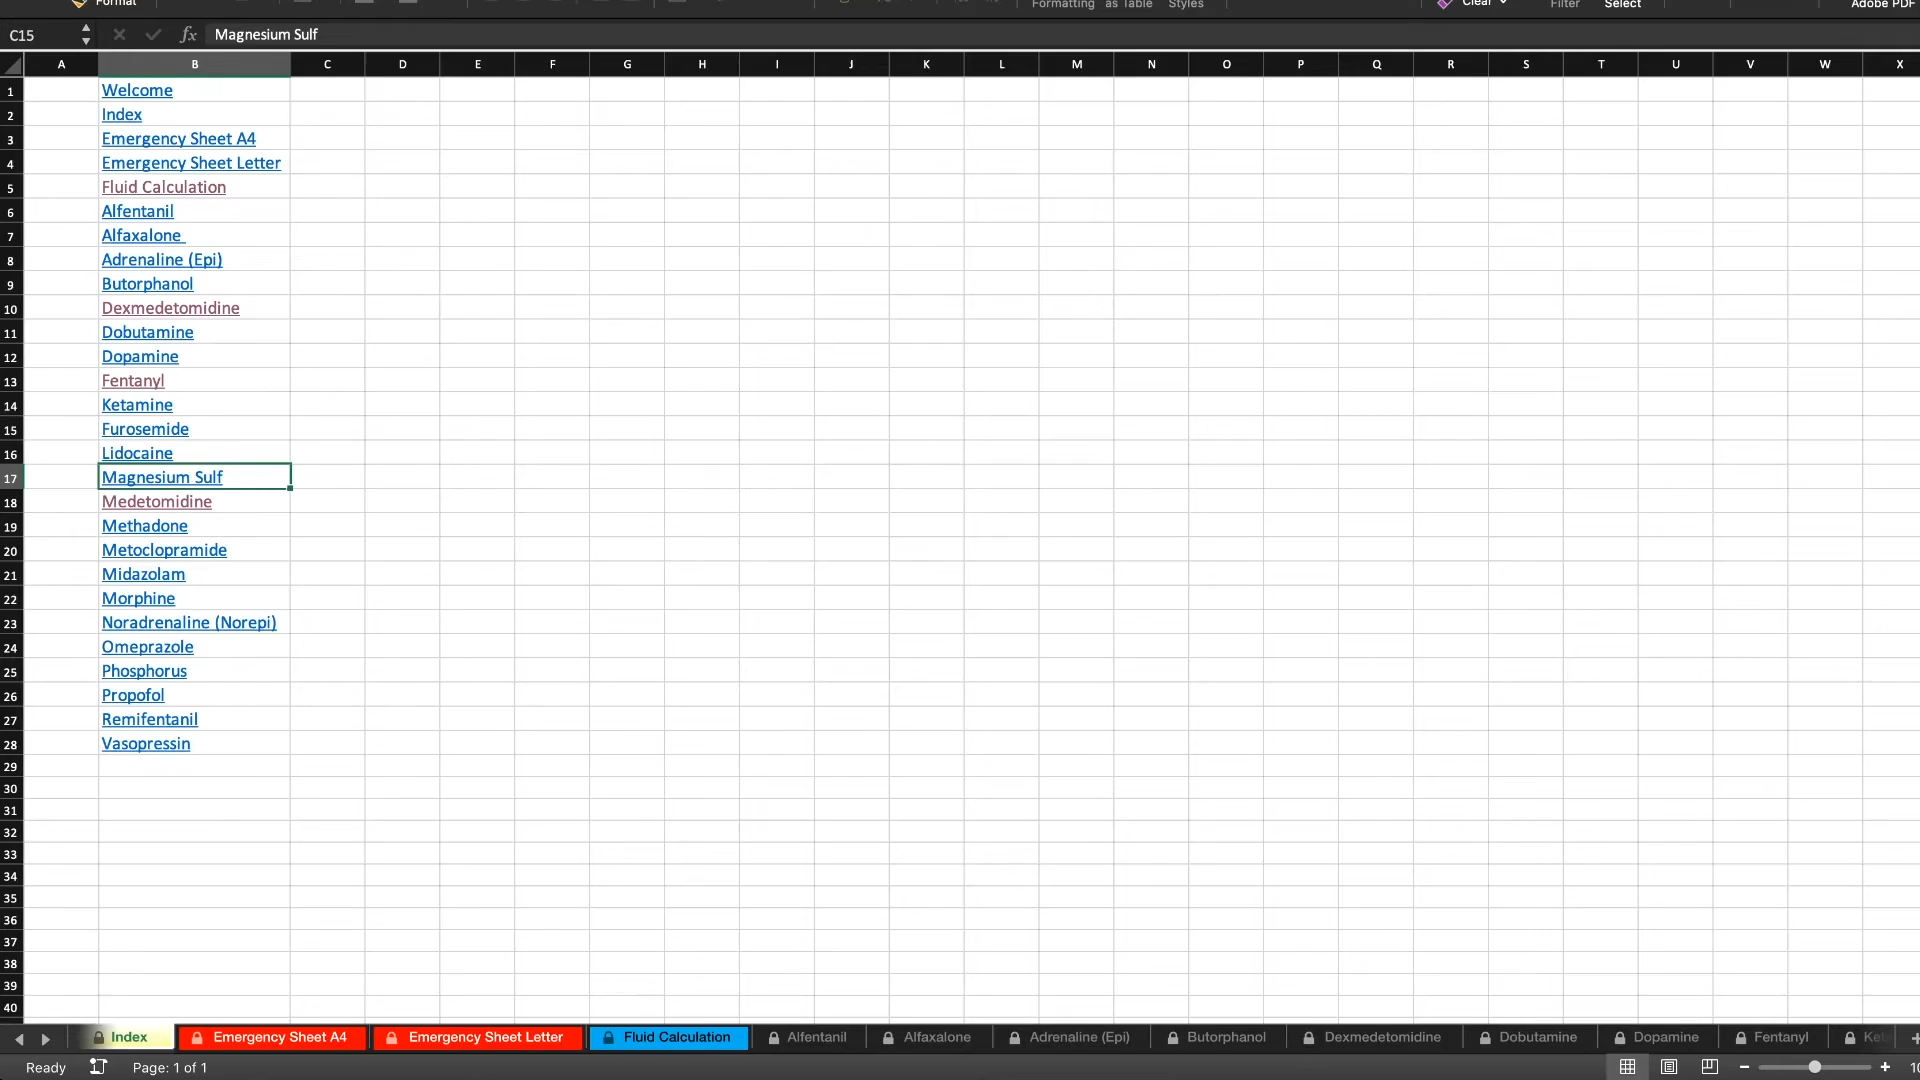 Format
Formatting as Table Styles
Clear
Filter
Select
Adobe PDF
C15
fx
Magnesium Sulf
A B C D E F G H I J K L M N O P Q R S T U V W X
1 Welcome
2 Index
3 Emergency Sheet A4
4 Emergency Sheet Letter
5 Fluid Calculation
6 Alfentanil
7 Alfaxalone
8 Adrenaline (Epi)
9 Butorphanol
10 Dexmedetomidine
11 Dobutamine
12 Dopamine
13 Fentanyl
14 Ketamine
15 Furosemide
16 Lidocaine
17 Magnesium Sulf
18 Medetomidine
19 Methadone
20 Metoclopramide
21 Midazolam
22 Morphine
23 Noradrenaline (Norepi)
24 Omeprazole
25 Phosphorus
26 Propofol
27 Remifentanil
28 Vasopressin
29
30
31
32
33
34
35
36
37
38
39
40
Index Emergency Sheet A4 Emergency Sheet Letter Fluid Calculation Alfentanil Alfaxalone Adrenaline (Epi) Butorphanol Dexmedetomidine Dobutamine Dopamine Fentanyl
Ready Page: 1 of 1